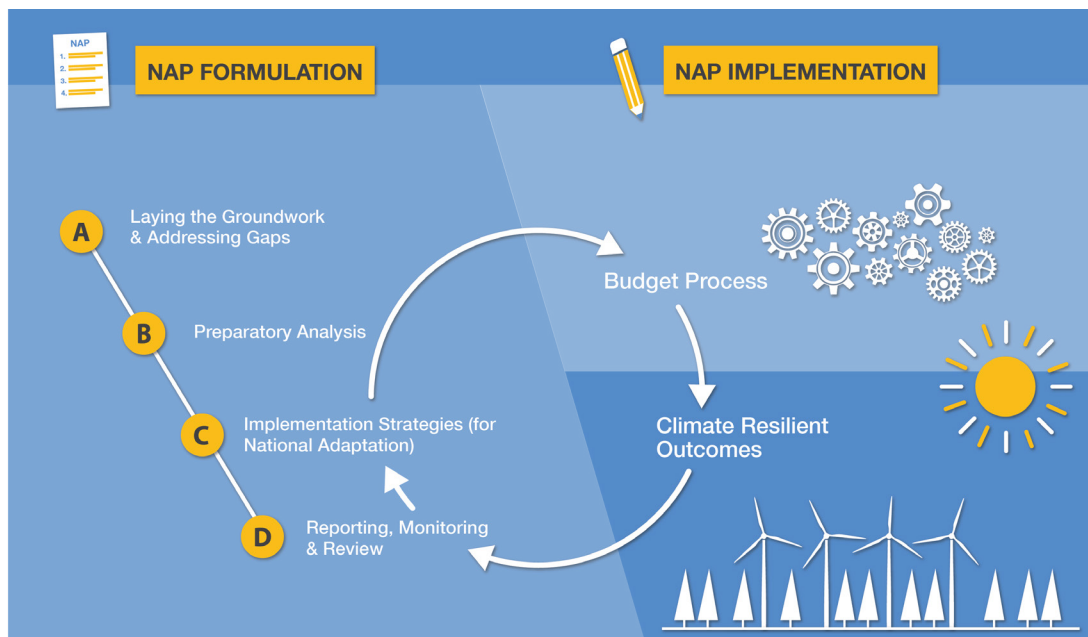 NAP
1.
2.
3.
4.
NAP FORMULATION
NAP IMPLEMENTATION
A
Laying the Groundwork
& Addressing Gaps
B
Preparatory Analysis
C
Implementation Strategies (for
National Adaptation)
D
Reporting, Monitoring
& Review
Budget Process
Climate Resilient
Outcomes